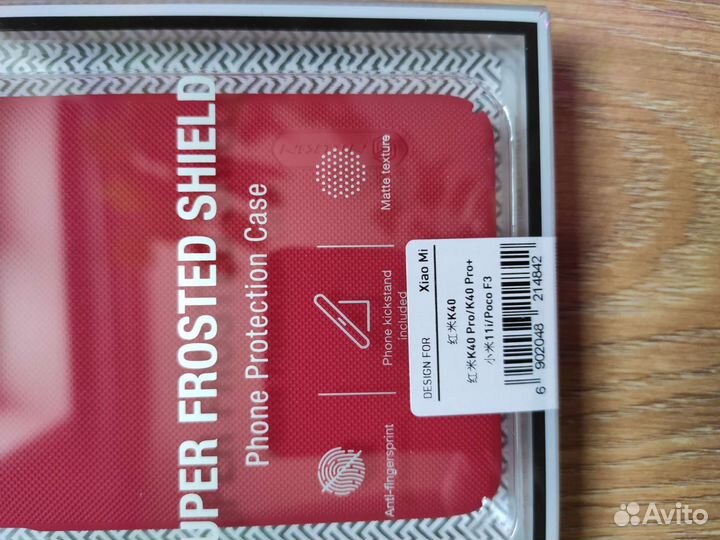 UPER FROSTED SHIELD
Phone Protection Case
Anti-fingersprint
Phone kickstand
included
Matte texture
DESIGN FOR
Xiao Mi
红米K40
红米K40 Pro/K40 Pro+
小米11i/Poco F3
6 902048 214842
Avito